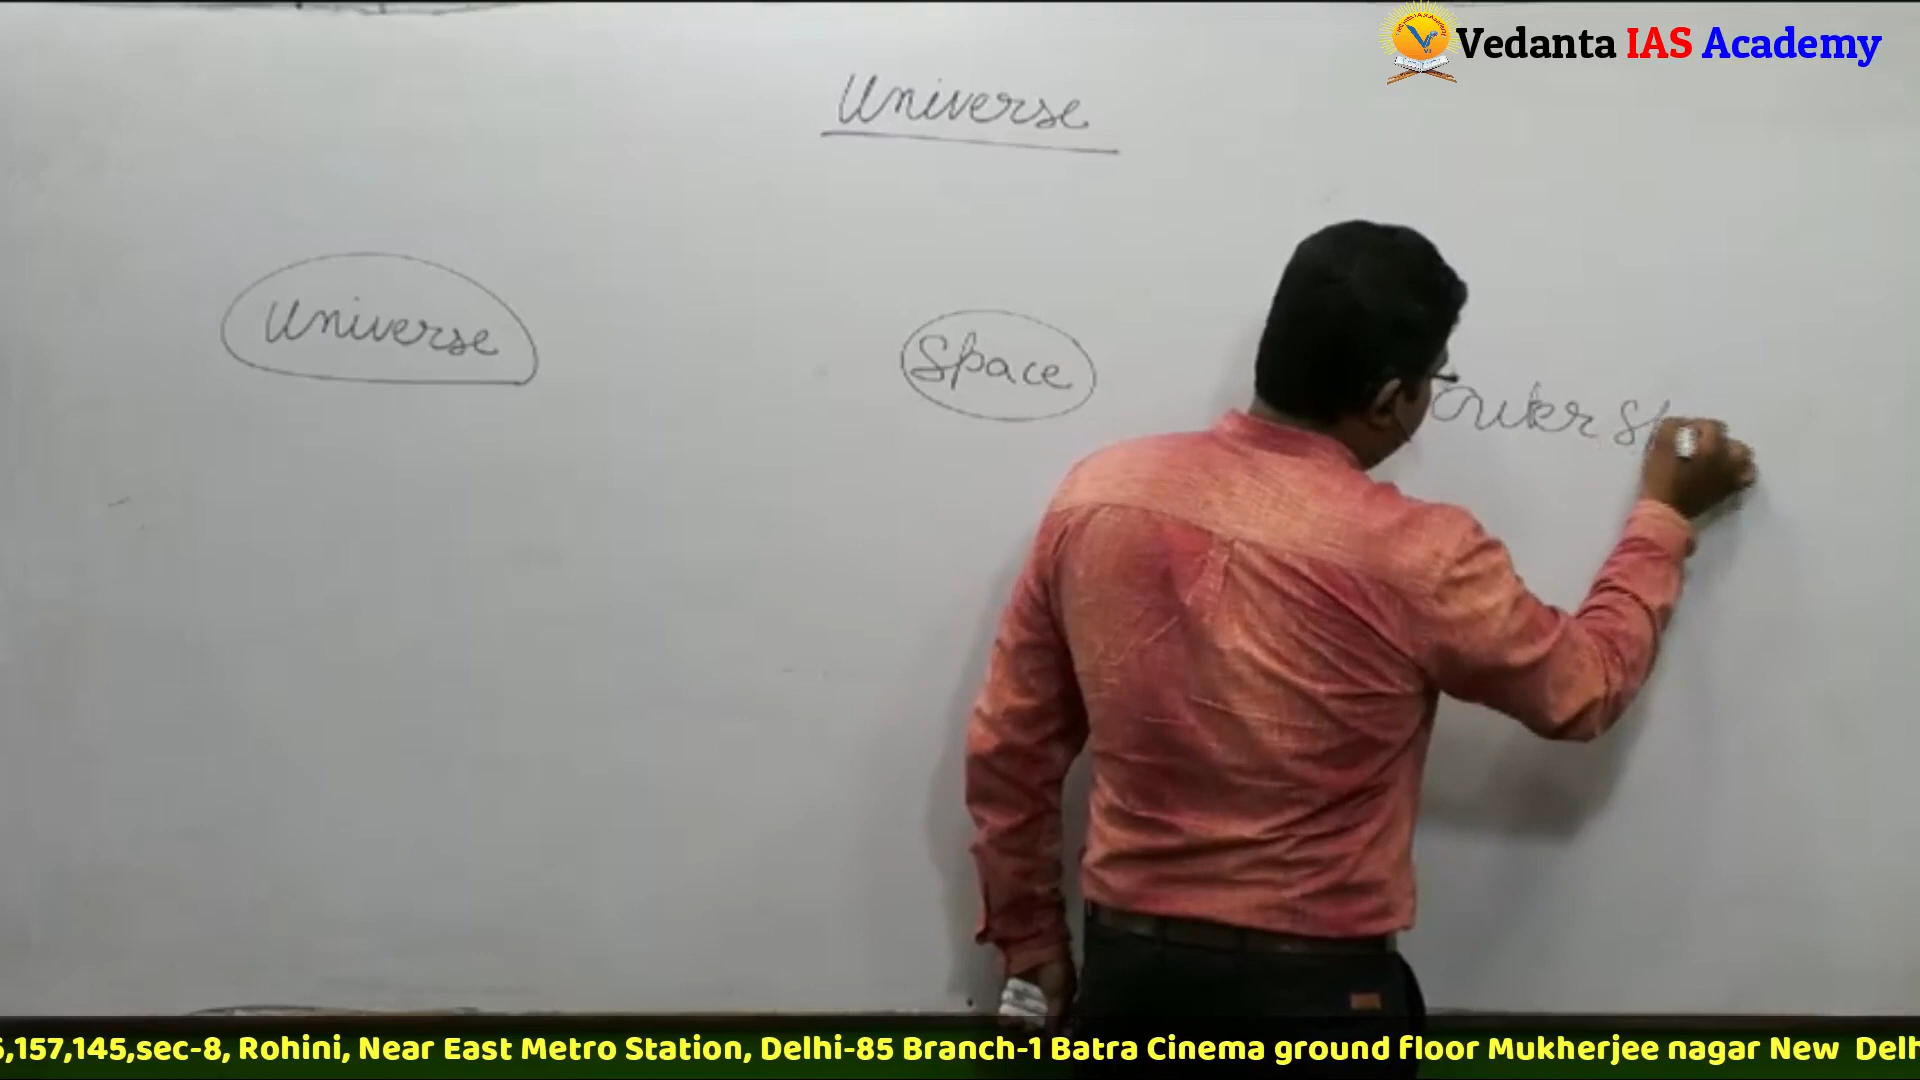 Vedanta IAS Academy
Universe
Universe
Space
Outer
,157,145,sec-8, Rohini, Near East Metro Station, Delhi-85 Branch-1 Batra Cinema ground floor Mukherjee nagar New Delh